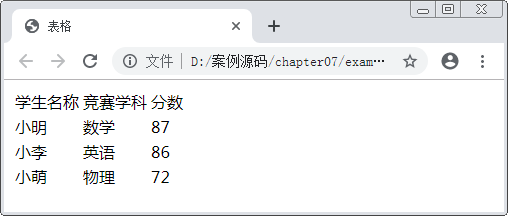 表格
文件 | D:/案例源码/chapter07/exam…
学生名称 竞赛学科 分数
小明 数学 87
小李 英语 86
小萌 物理 72